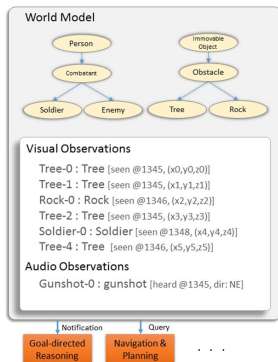 World Model
Person
Immovable
Object
Combatant
Obstacle
Soldier
Enemy
Tree
Rock
Visual Observations
Tree-0 : Tree [seen @1345, (x0,y0,z0)]
Tree-1 : Tree [seen @1345, (x1,y1,z1)]
Rock-0 : Rock [seen @1346, (x2,y2,z2)]
Tree-2 : Tree [seen @1346, (x3,y3,z3)]
Soldier-0 : Soldier [seen @1348, (x4,y4,z4)]
Tree-4 : Tree [seen @1346, (x5,y5,z5)]
Audio Observations
Gunshot-0 : gunshot [heard @1345, dir: NE]
Notification
Query
Goal-directed
Reasoning
Navigation &
Planning
. . .